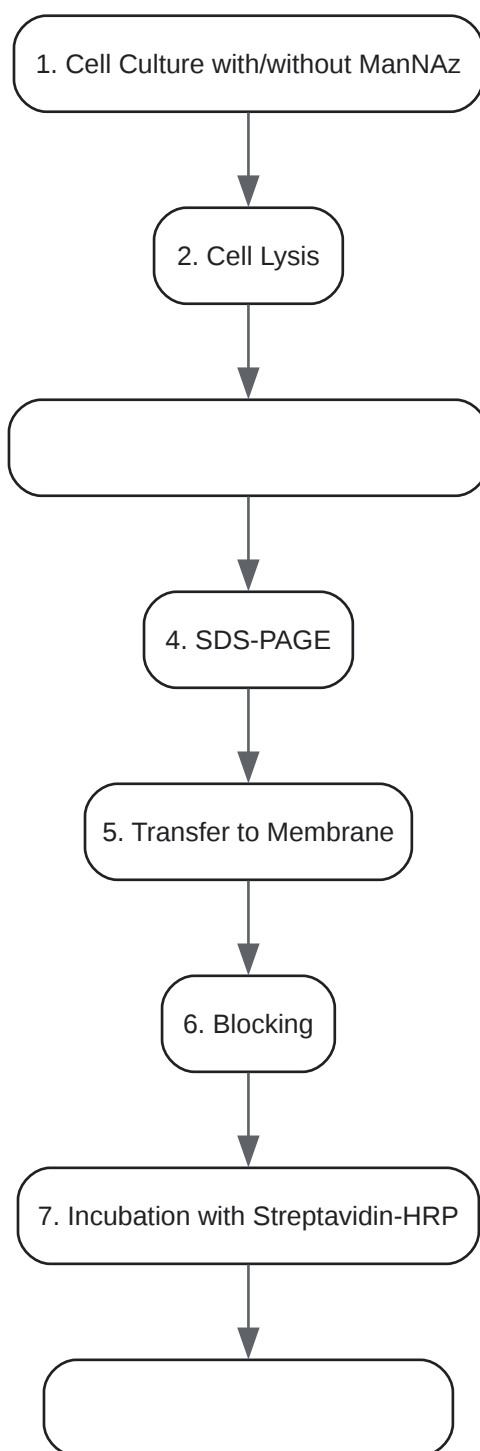 1. Cell Culture with/without ManNAz
2. Cell Lysis
4. SDS-PAGE
5. Transfer to Membrane
6. Blocking
7. Incubation with Streptavidin-HRP